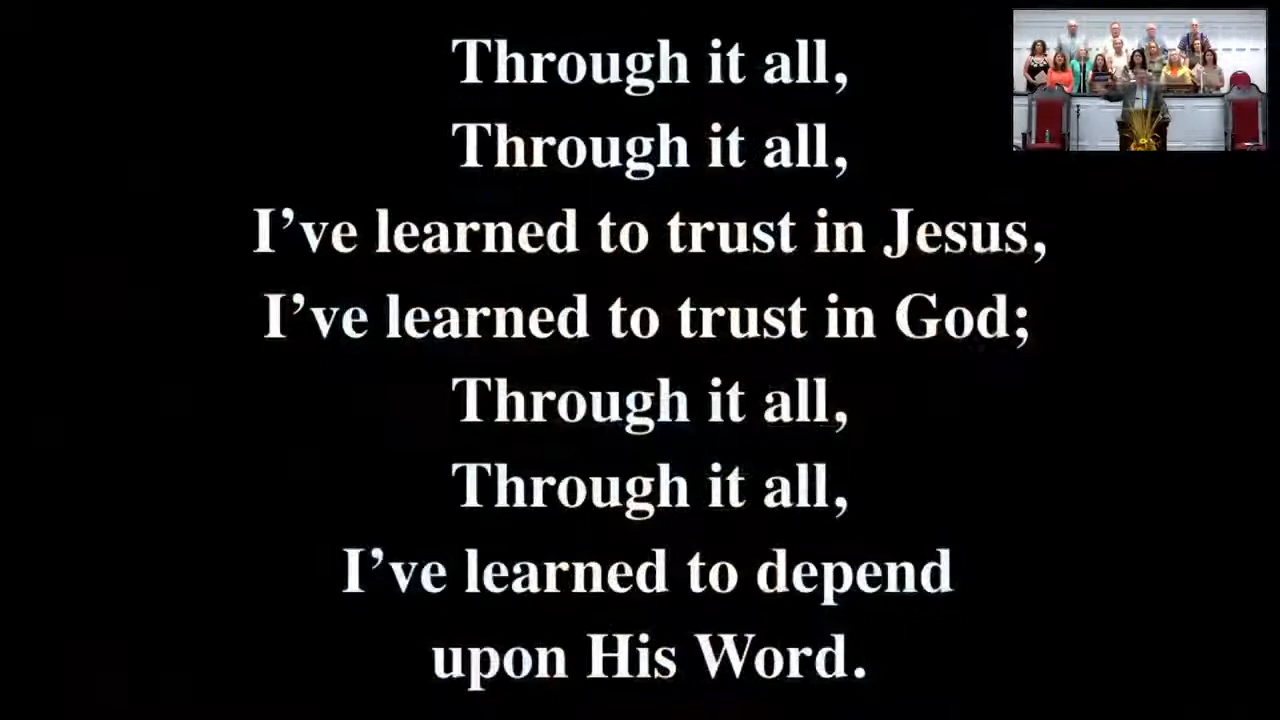 Through it all,
Through it all,
I’ve learned to trust in Jesus,
I’ve learned to trust in God;
Through it all,
Through it all,
I’ve learned to depend
upon His Word.